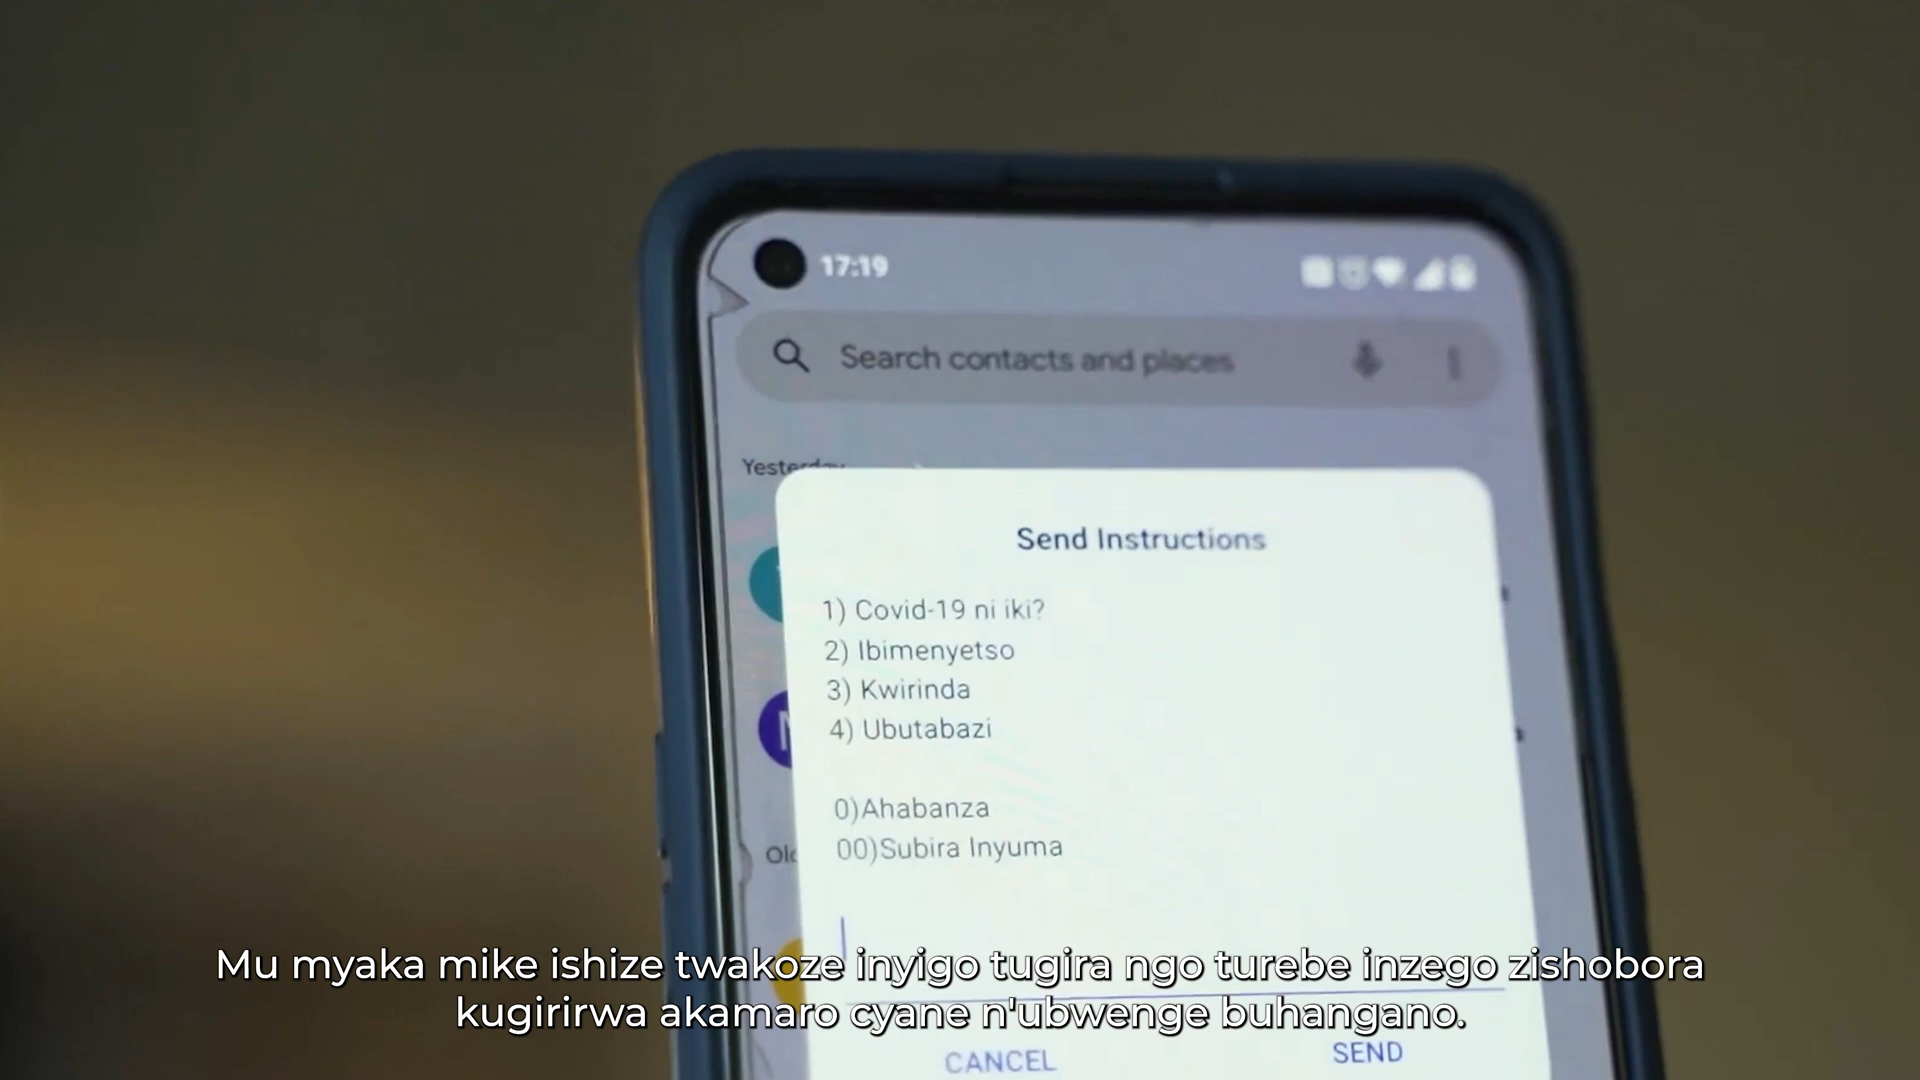 17:19
Search contacts and places
Yesterday
Send Instructions
1) Covid-19 ni iki?
2) Ibimenyetso
3) Kwirinda
4) Ubutabazi
0)Ahabanza
00)Subira Inyuma
Mu myaka mike ishize twakoze inyigo tugira ngo turebe inzego zishobora
kugirirwa akamaro cyane n'ubwenge buhangano.
CANCEL
SEND